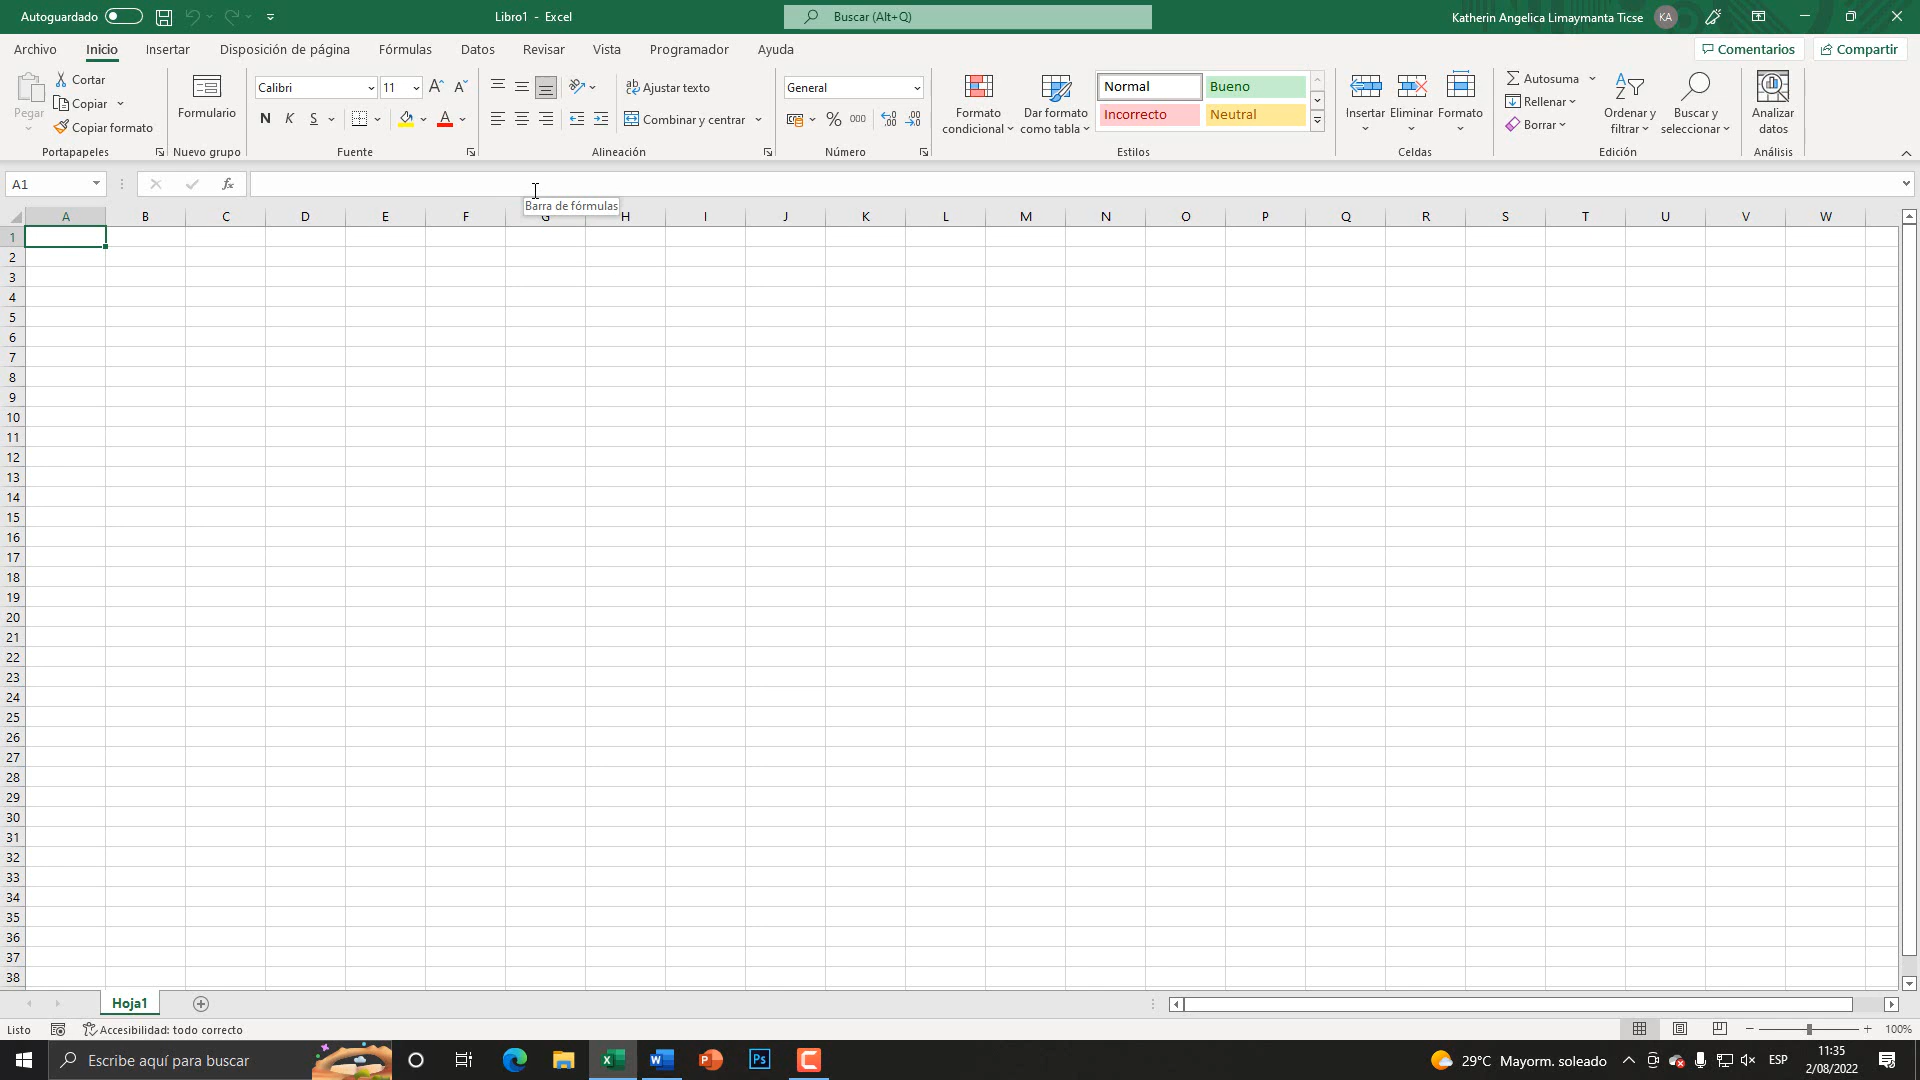 Autoguardado
Libro1 - Excel
Buscar (Alt+Q)
Katherin Angelica Limaymanta Ticse
KA
Archivo
Inicio
Insertar
Disposición de página
Fórmulas
Datos
Revisar
Vista
Programador
Ayuda
Comentarios
Compartir
Pegar
Cortar
Copiar
Copiar formato
Portapapeles
Formulario
Nuevo grupo
Calibri
11
N K S
Fuente
Ajustar texto
Combinar y centrar
Alineación
General
% 000
Número
Formato
condicional
Dar formato
como tabla
Normal
Bueno
Incorrecto
Neutral
Estilos
Insertar
Eliminar
Formato
Celdas
Autosuma
Rellenar
Borrar
Ordenar y
filtrar
Buscar y
seleccionar
Edición
Analizar
datos
Análisis
A1
fx
Barra de fórmulas
A B C D E F G H I J K L M N O P Q R S T U V W
1
2
3
4
5
6
7
8
9
10
11
12
13
14
15
16
17
18
19
20
21
22
23
24
25
26
27
28
29
30
31
32
33
34
35
36
37
38
Hoja1
Listo
Accesibilidad: todo correcto
100%
Escribe aquí para buscar
29°C Mayorm. soleado
ESP
11:35
2/08/2022